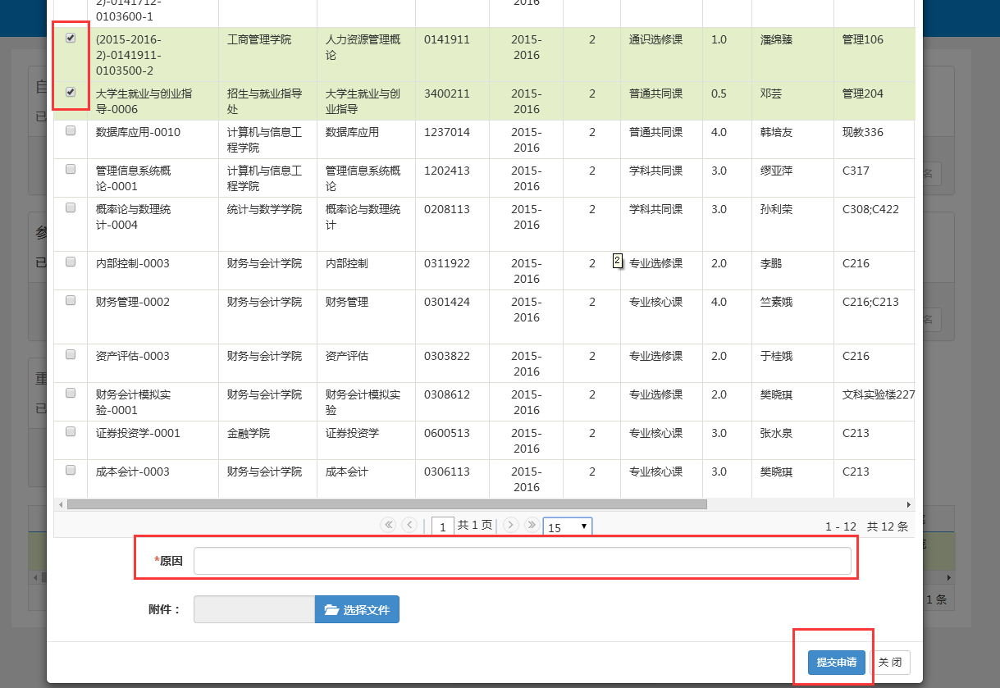 2)-0141712- 2016
0103600-1
(2015-2016- 工商管理学院 人力资源管理概 0141911 2015- 2 通识选修课 1.0 潘绵臻 管理106
2)-0141911- 论 2016
0103500-2
大学生就业与创业指 招生与就业指导 大学生就业与创 3400211 2015- 2 普通共同课 0.5 邓芸 管理204
导-0006 处 业指导 2016
数据库应用-0010 计算机与信息工 数据库应用 1237014 2015- 2 普通共同课 4.0 韩培友 现教336
程学院 2016
管理信息系统概 计算机与信息工 管理信息系统概 1202413 2015- 2 学科共同课 3.0 缪亚萍 C317
论-0001 程学院 论 2016
概率论与数理统 统计与数学学院 概率论与数理统 0208113 2015- 2 学科共同课 3.0 孙利荣 C308;C422
计-0004 计 2016
内部控制-0003 财务与会计学院 内部控制 0311922 2015- 2 2 专业选修课 2.0 李鹏 C216
2016
财务管理-0002 财务与会计学院 财务管理 0301424 2015- 2 专业核心课 4.0 竺素娥 C216;C213
2016
资产评估-0003 财务与会计学院 资产评估 0303822 2015- 2 专业选修课 2.0 于桂娥 C216
2016
财务会计模拟实 财务与会计学院 财务会计模拟实 0308612 2015- 2 专业选修课 2.0 樊晓琪 文科实验楼227
验-0001 验 2016
证券投资学-0001 金融学院 证券投资学 0600513 2015- 2 专业核心课 3.0 张水泉 C213
2016
成本会计-0003 财务与会计学院 成本会计 0306113 2015- 2 专业核心课 3.0 樊晓琪 C213
2016
1 共 1 页 15 1 - 12 共 12 条
*原因
附件： 选择文件
1 条
提交申请 关 闭
自
已
名
参
已
名
重
已